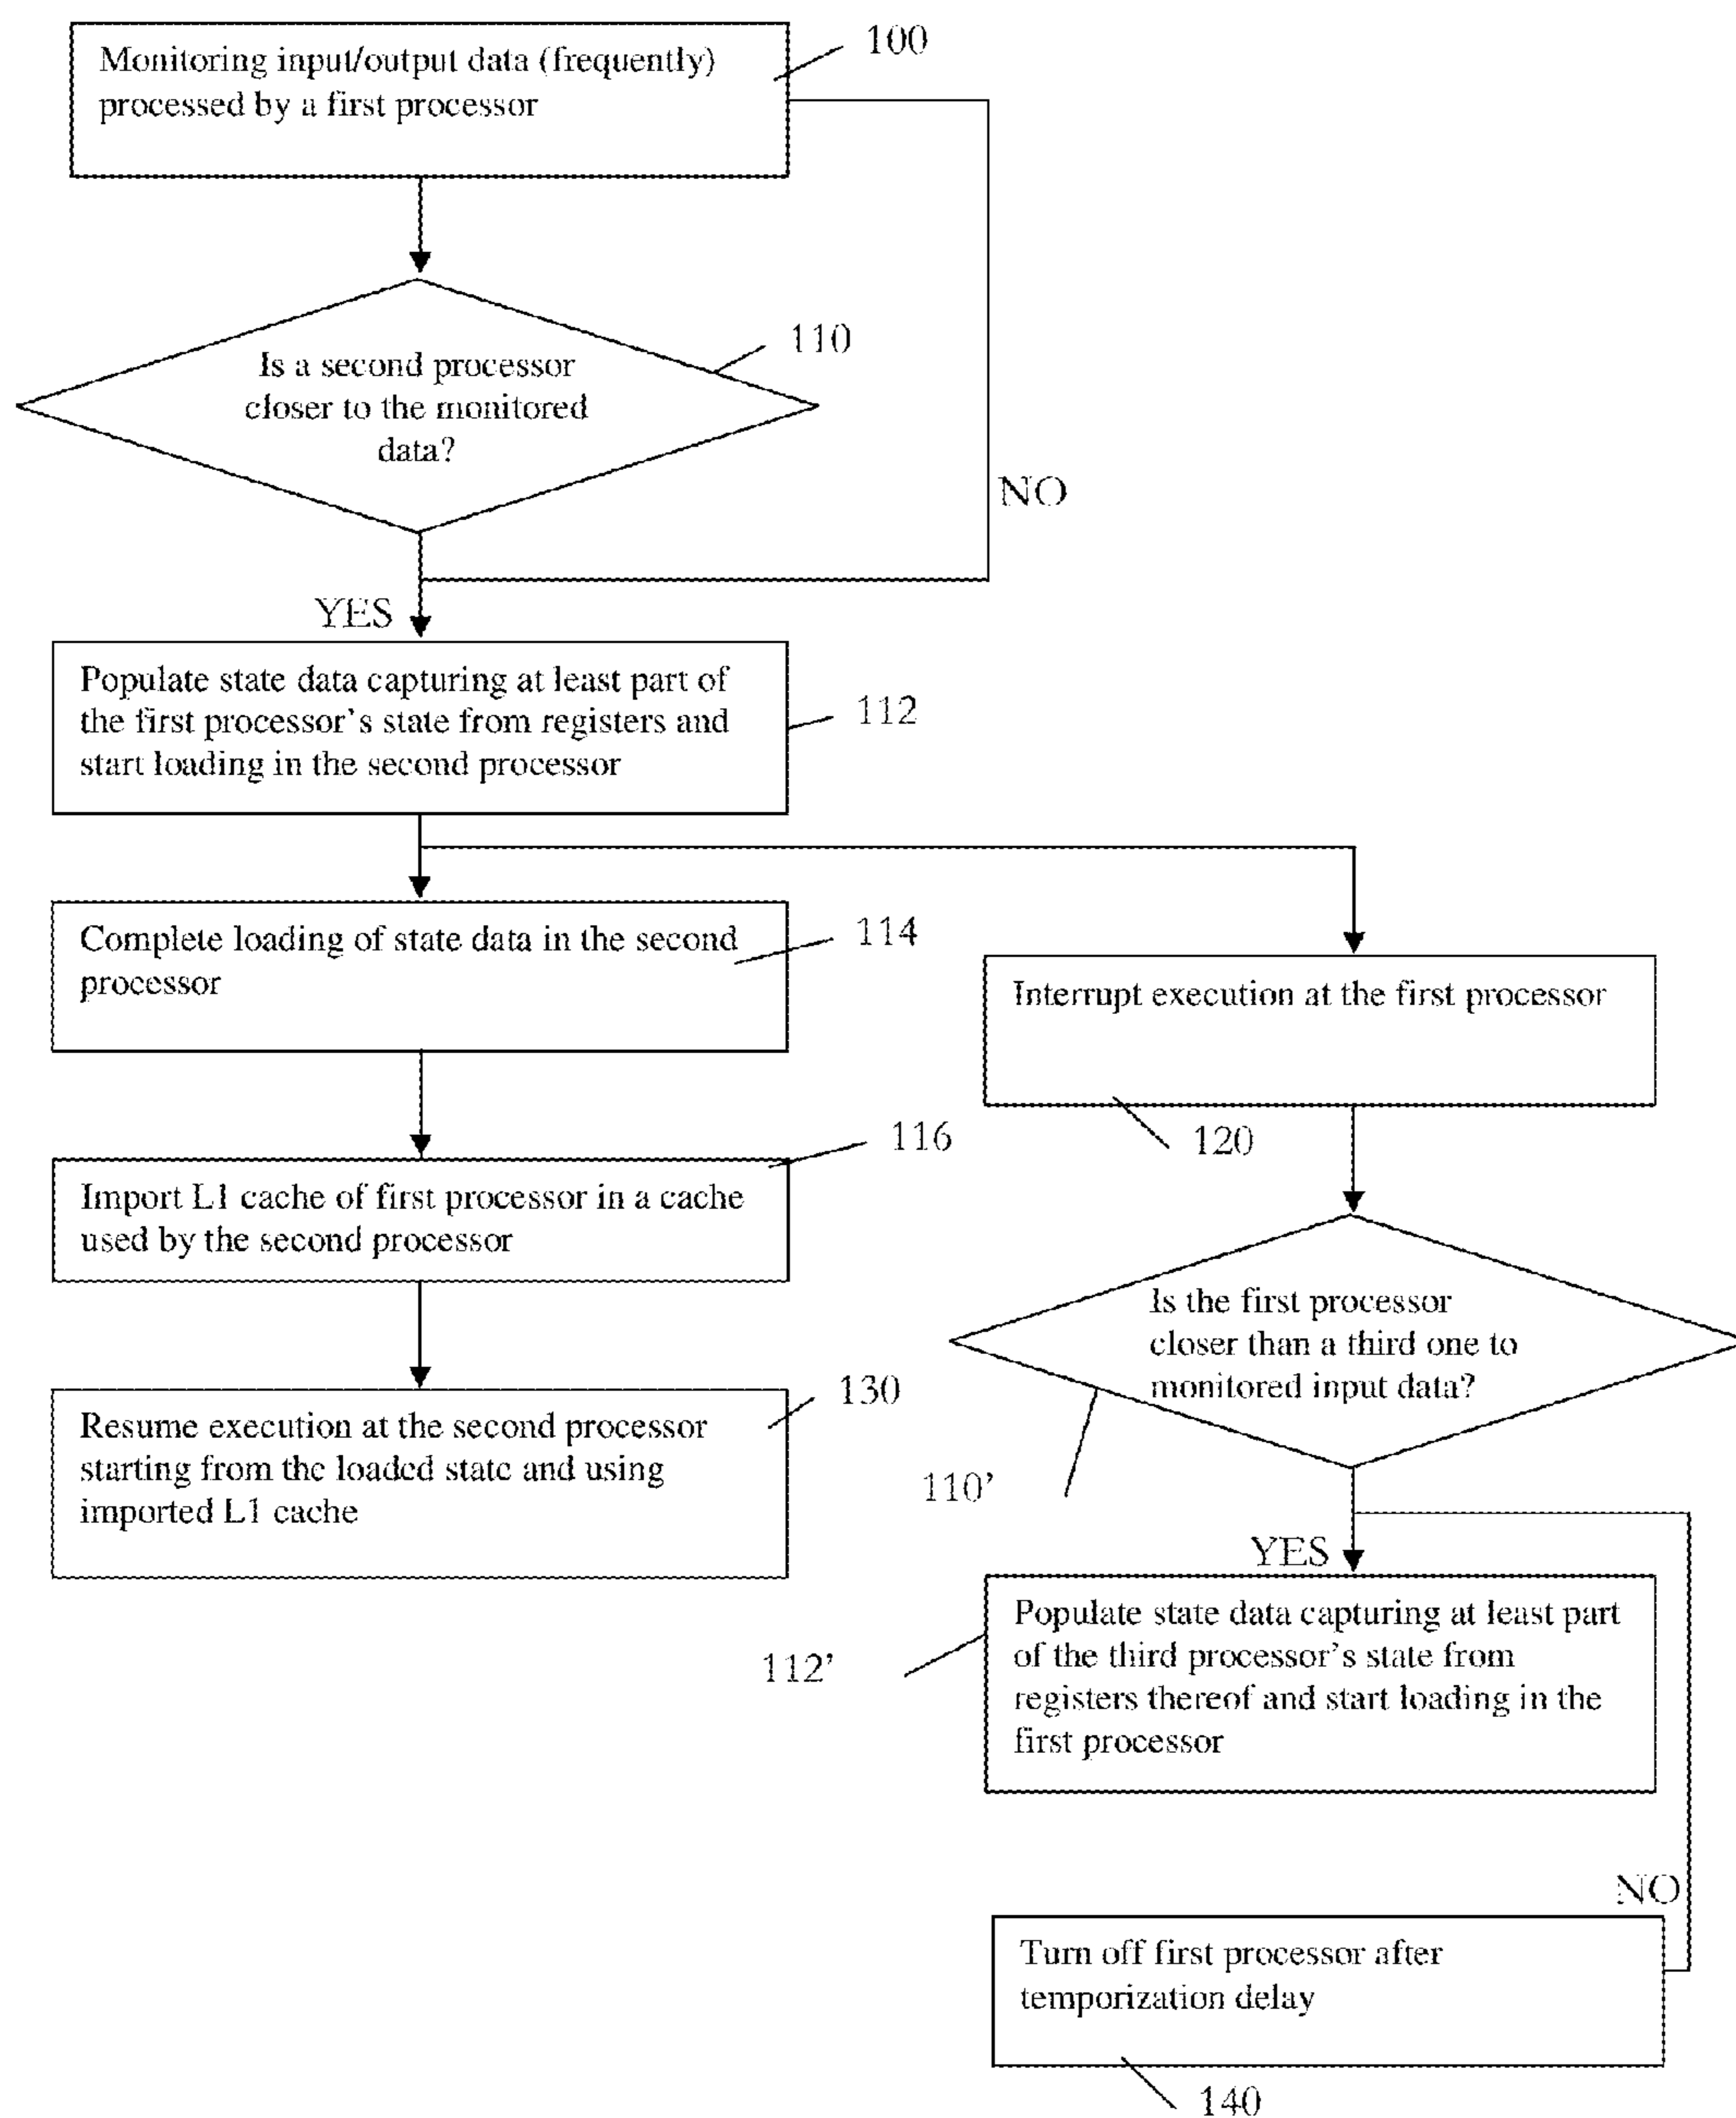 Monitoring input/output data (frequently)
processed by a first processor
100
Is a second processor
closer to the monitored
data?
110
NO
YES
Populate state data capturing at least part of
the first processor's state from registers and
start loading in the second processor
112
Complete loading of state data in the second
processor
114
Interrupt execution at the first processor
120
Import L1 cache of first processor in a cache
used by the second processor
116
Is the first processor
closer than a third one to
monitored input data?
110'
Resume execution at the second processor
starting from the loaded state and using
imported L1 cache
130
YES
Populate state data capturing at least part
of the third processor's state from
registers thereof and start loading in the
first processor
112'
NO
Turn off first processor after
temporization delay
140